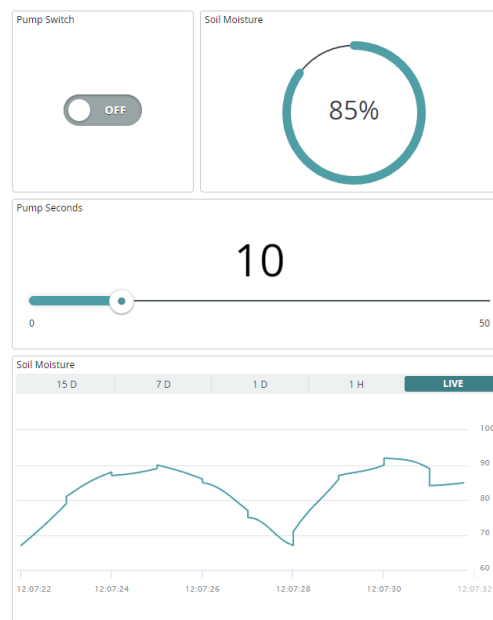 Pump Switch
Soil Moisture
OFF
85%
Pump Seconds
10
0
50
Soil Moisture
15 D
7 D
1 D
1 H
LIVE
100
90
80
70
60
12:07:22
12:07:24
12:07:26
12:07:28
12:07:30
12:07:32